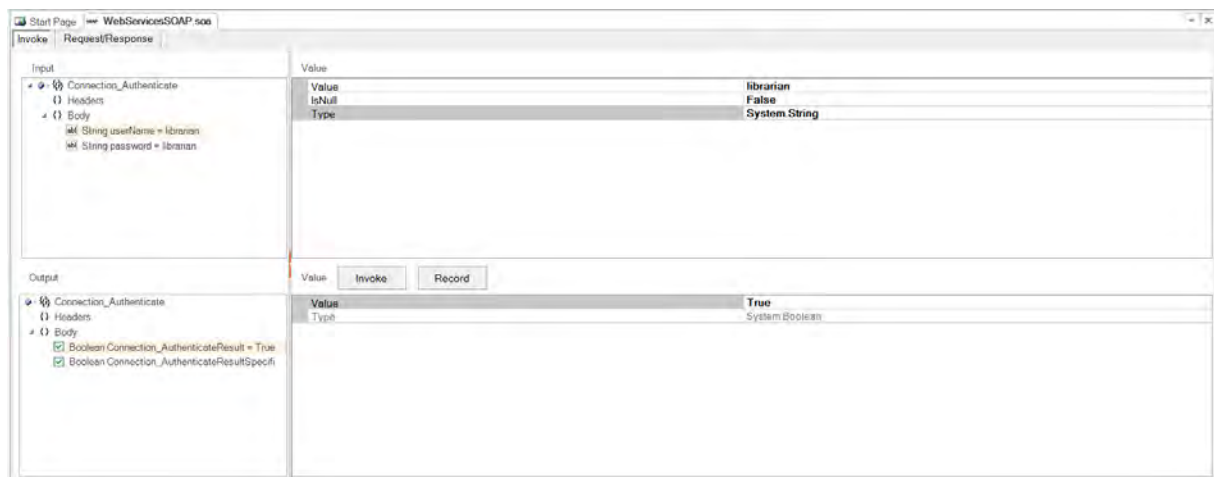 Start Page WebServicesSOAP.soa
Invoke Request/Response
Input Value
Connection_Authenticate
Value librarian
{} Headers
IsNull False
{} Body
Type System.String
ab| String userName = librarian
ab| String password = librarian
Output Value Invoke Record
Connection_Authenticate
Value True
{} Headers
Type System.Boolean
{} Body
Boolean Connection_AuthenticateResult = True
Boolean Connection_AuthenticateResultSpecifi